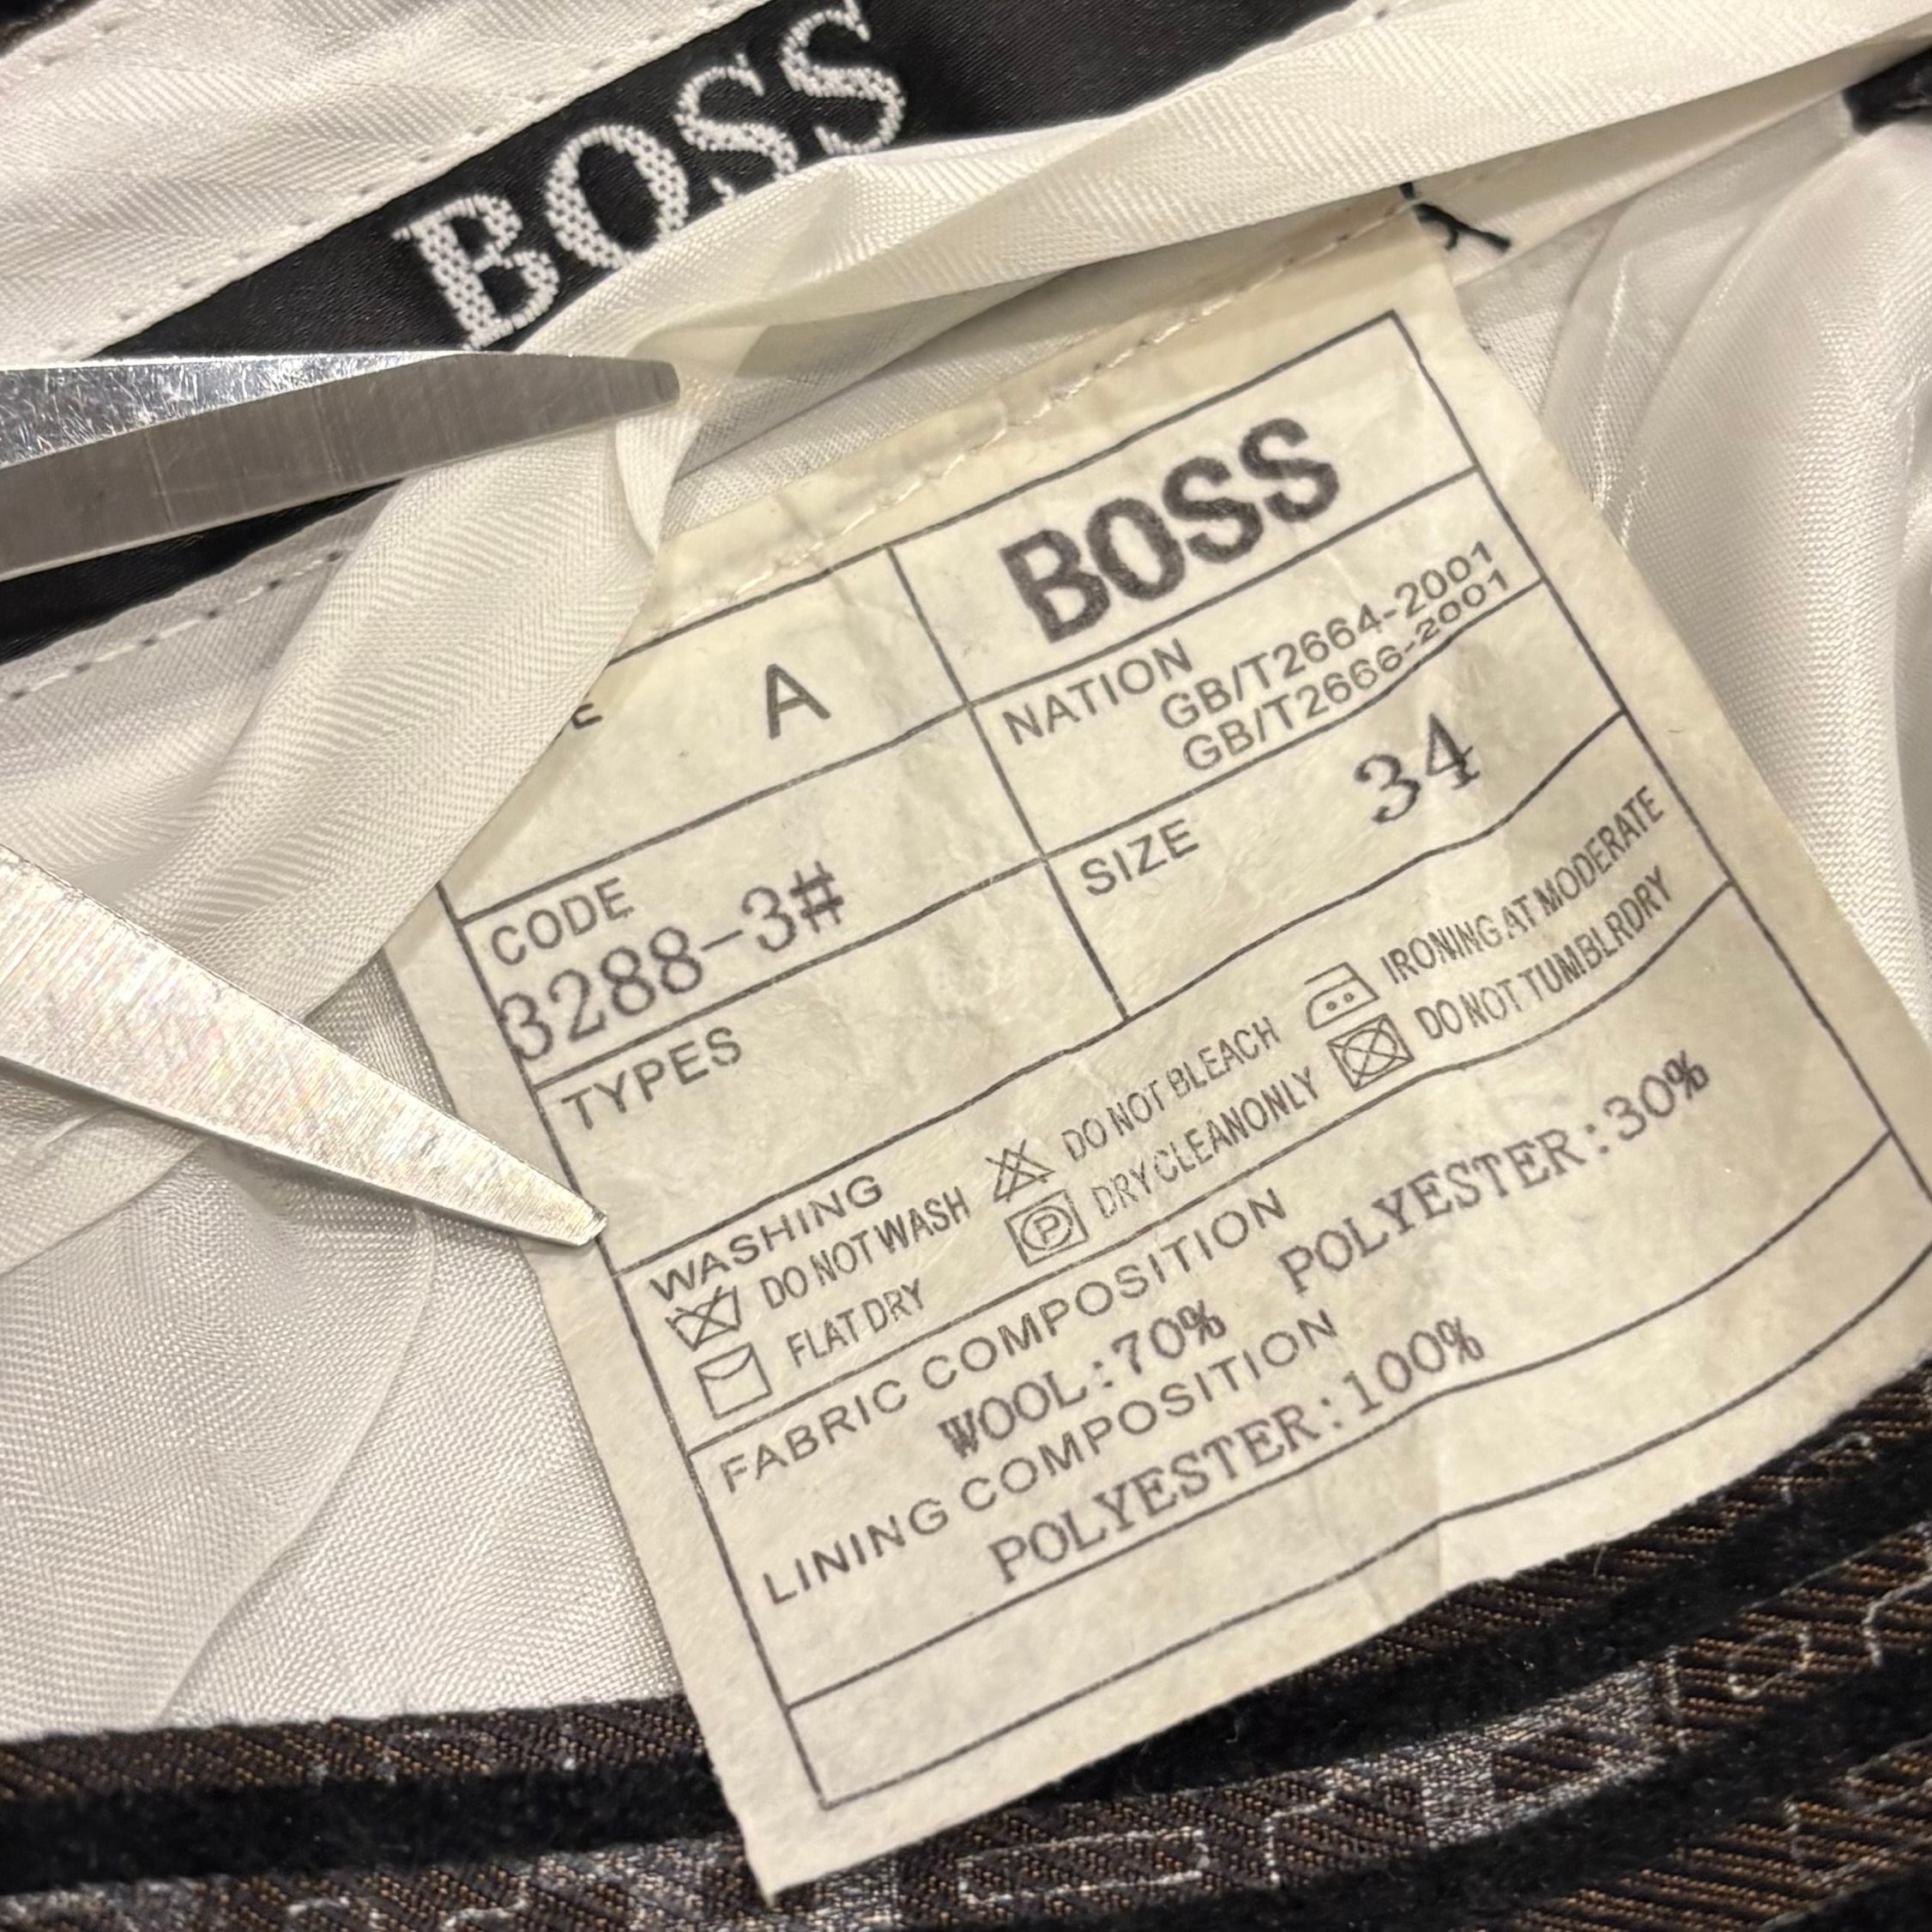 BOSS
BOSS
A
NATION
GB/T2664-2001
GB/T2666-2001
CODE
3288-3#
SIZE 34
TYPES
WASHING
DO NOT WASH DO NOT BLEACH IRONING AT MODERATE
FLAT DRY DRY CLEANONLY DO NOT TUMBLRDRY
P
FABRIC COMPOSITION
WOOL:70% POLYESTER:30%
LINING COMPOSITION
POLYESTER:100%